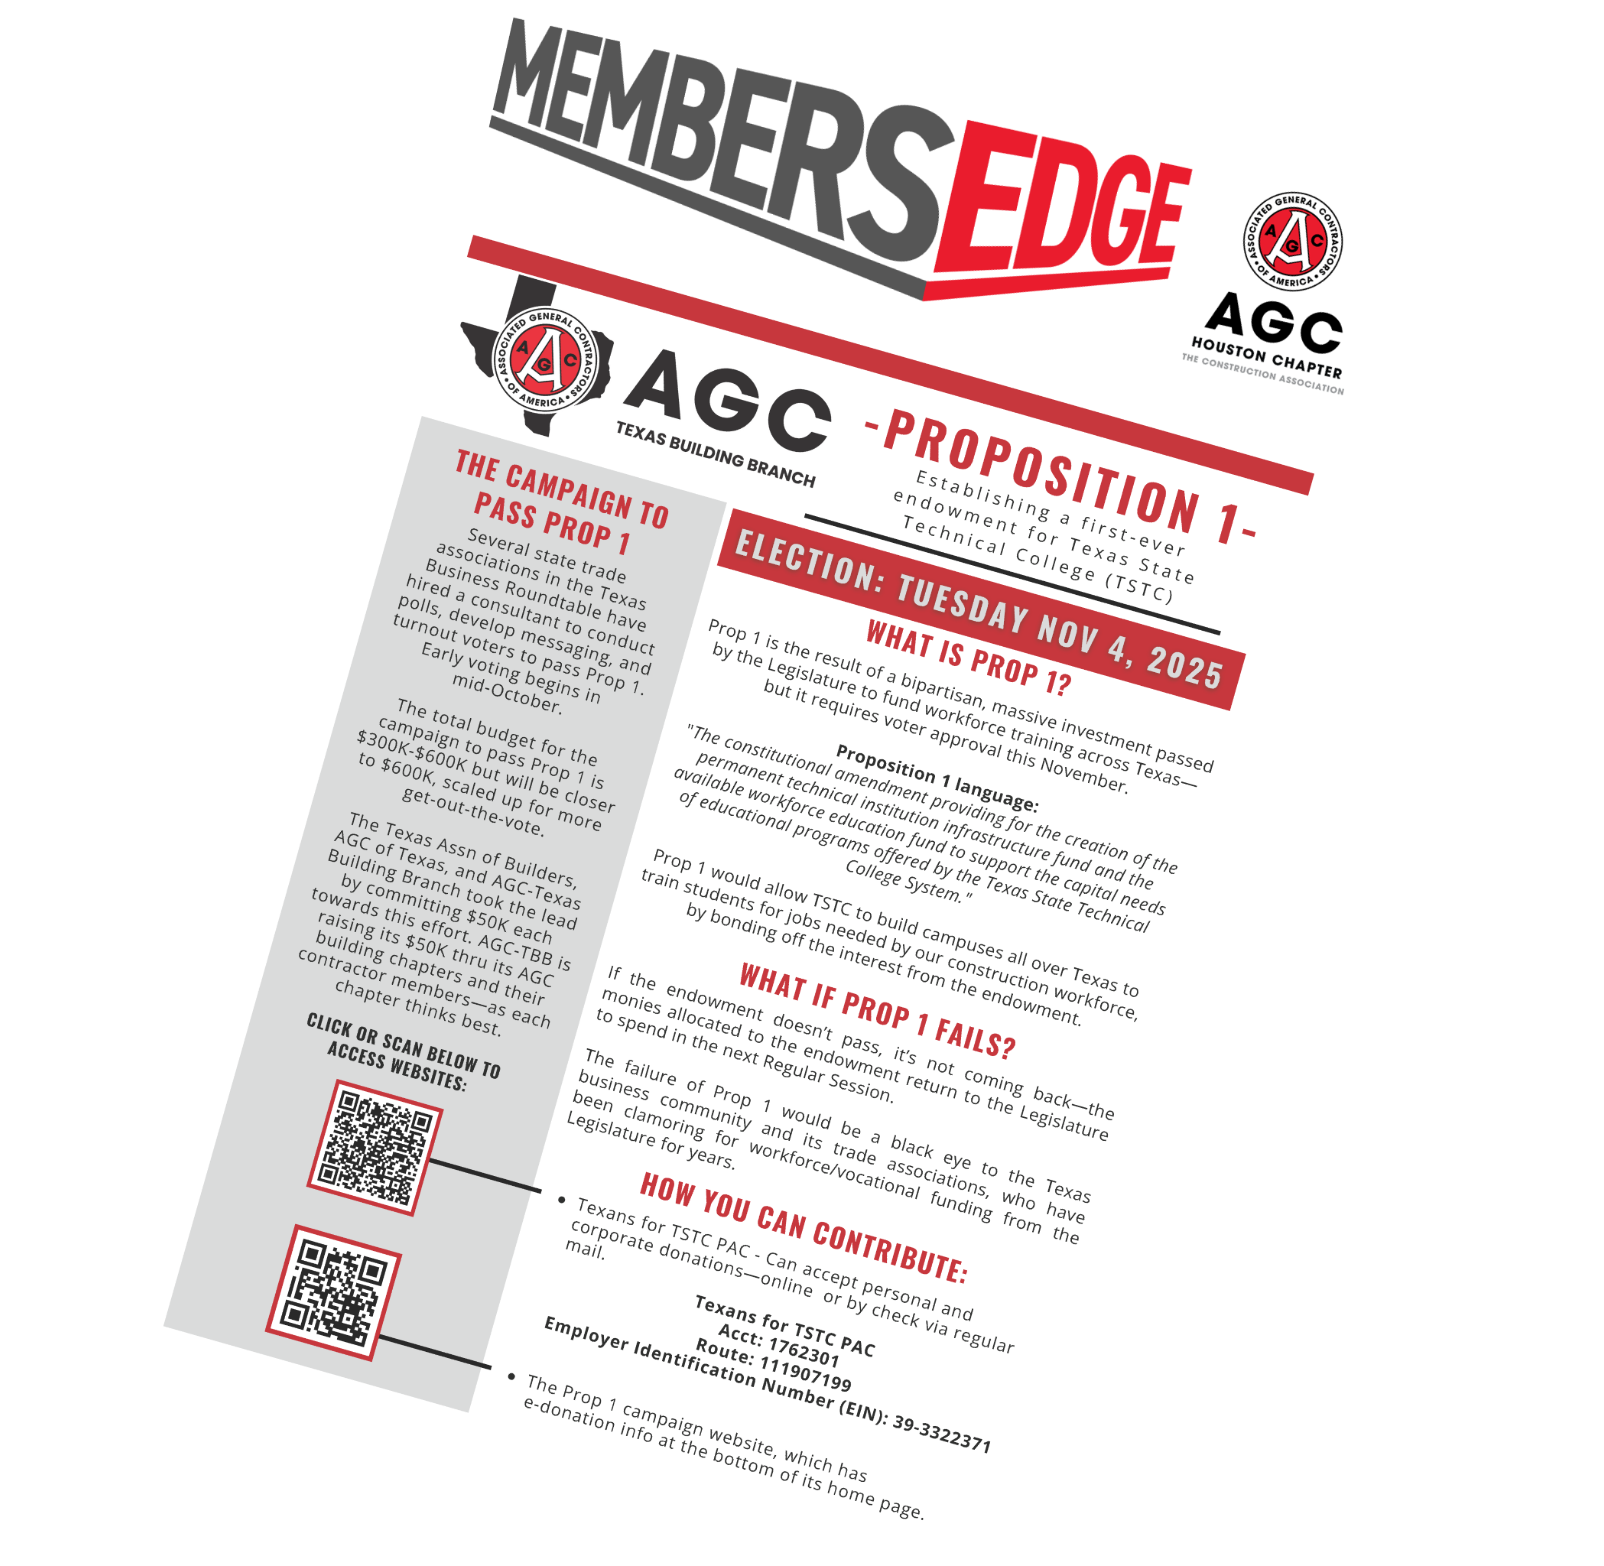 MEMBERSEDGE
ASSOCIATED GENERAL CONTRACTORS
OF AMERICA
A G C
AGC
HOUSTON CHAPTER
THE CONSTRUCTION ASSOCIATION
ASSOCIATED GENERAL CONTRACTORS
OF AMERICA
A G C
AGC
TEXAS BUILDING BRANCH
-PROPOSITION 1-
Establishing a first-ever
endowment for Texas State
Technical College (TSTC)
THE CAMPAIGN TO
PASS PROP 1
Several state trade
associations in the Texas
Business Roundtable have
hired a consultant to conduct
polls, develop messaging, and
turnout voters to pass Prop 1.
Early voting begins in
mid-October.
The total budget for the
campaign to pass Prop 1 is
$300K-$600K but will be closer
to $600K, scaled up for more
get-out-the-vote.
The Texas Assn of Builders,
AGC of Texas, and AGC-Texas
Building Branch took the lead
by committing $50K each
towards this effort. AGC-TBB is
raising its $50K thru its AGC
building chapters and their
contractor members—as each
chapter thinks best.
CLICK OR SCAN BELOW TO
ACCESS WEBSITES:
ELECTION: TUESDAY NOV 4, 2025
WHAT IS PROP 1?
Prop 1 is the result of a bipartisan, massive investment passed
by the Legislature to fund workforce training across Texas—
but it requires voter approval this November.
Proposition 1 language:
"The constitutional amendment providing for the creation of the
permanent technical institution infrastructure fund and the
available workforce education fund to support the capital needs
of educational programs offered by the Texas State Technical
College System."
Prop 1 would allow TSTC to build campuses all over Texas to
train students for jobs needed by our construction workforce,
by bonding off the interest from the endowment.
WHAT IF PROP 1 FAILS?
If the endowment doesn’t pass, it’s not coming back—the
monies allocated to the endowment return to the Legislature
to spend in the next Regular Session.
The failure of Prop 1 would be a black eye to the Texas
business community and its trade associations, who have
been clamoring for workforce/vocational funding from the
Legislature for years.
HOW YOU CAN CONTRIBUTE:
• Texans for TSTC PAC - Can accept personal and
corporate donations—online or by check via regular
mail.
Texans for TSTC PAC
Acct: 1762301
Route: 111907199
Employer Identification Number (EIN): 39-3322371
• The Prop 1 campaign website, which has
e-donation info at the bottom of its home page.